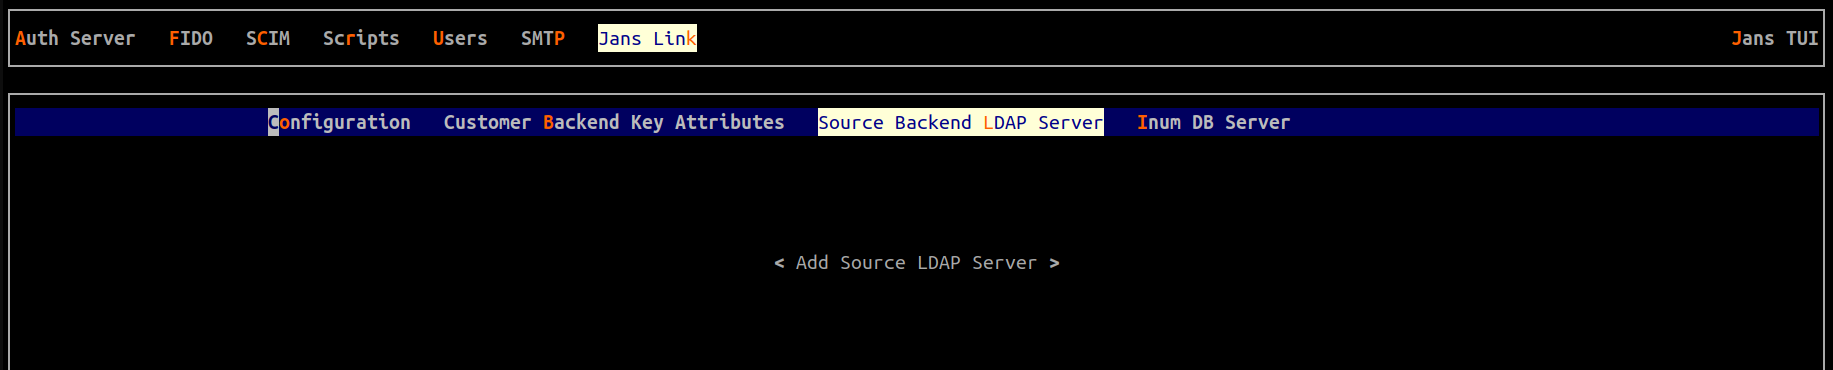 Auth Server FIDO SCIM Scripts Users SMTP Jans Link Jans TUI
Configuration Customer Backend Key Attributes Source Backend LDAP Server Inum DB Server
< Add Source LDAP Server >